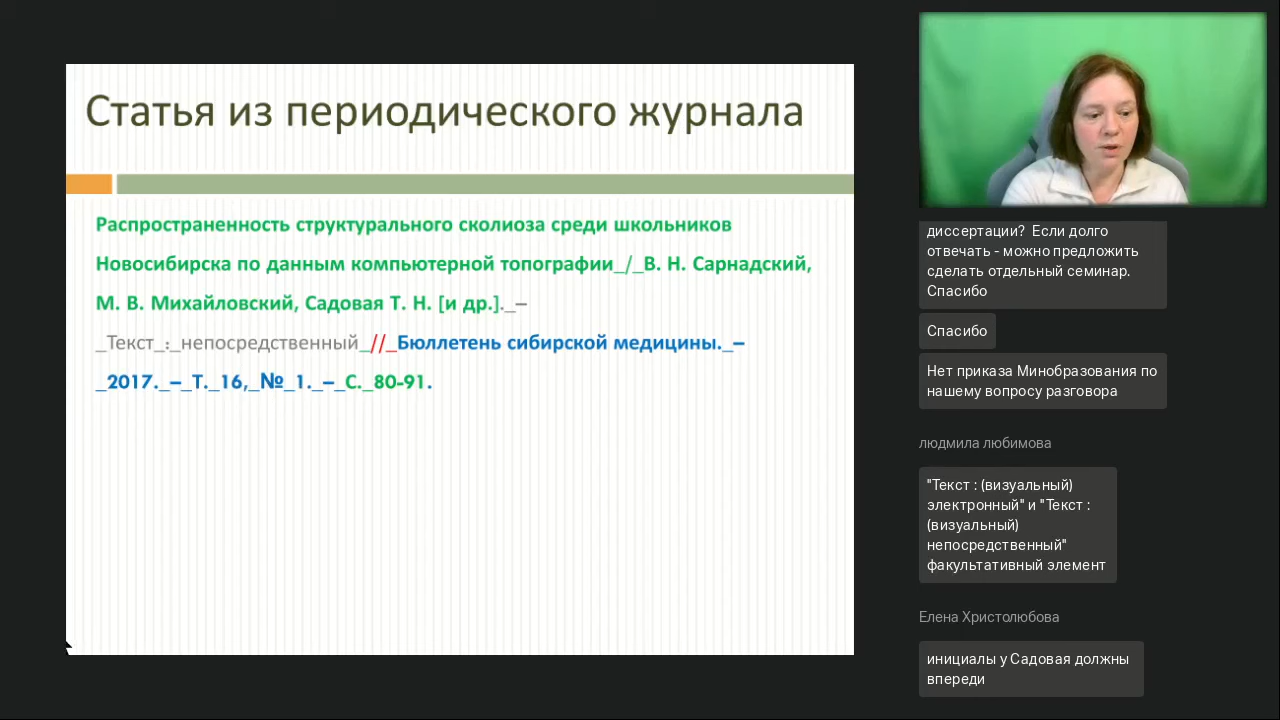 Статья из периодического журнала
Распространенность структурального сколиоза среди школьников
Новосибирска по данным компьютерной топографии_/_В. Н. Сарнадский,
М. В. Михайловский, Садовая Т. Н. [и др.]._–
_Текст_:_непосредственный_//_Бюллетень сибирской медицины._–
_2017._–_Т._16,_№_1._–_С._80-91.
диссертации? Если долго
отвечать - можно предложить
сделать отдельный семинар.
Спасибо
Спасибо
Нет приказа Минобразования по
нашему вопросу разговора
людмила любимова
"Текст : (визуальный)
электронный" и "Текст :
(визуальный)
непосредственный"
факультативный элемент
Елена Христолюбова
инициалы у Садовая должны
впереди